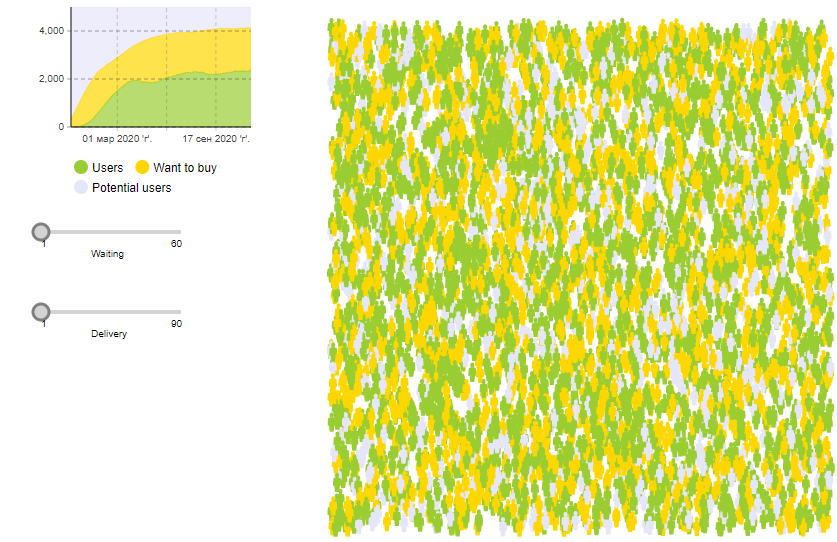 4,000
2,000
0
01 мар 2020 'г'.
17 сен 2020 'г'.
Users
Want to buy
Potential users
1
60
Waiting
1
90
Delivery